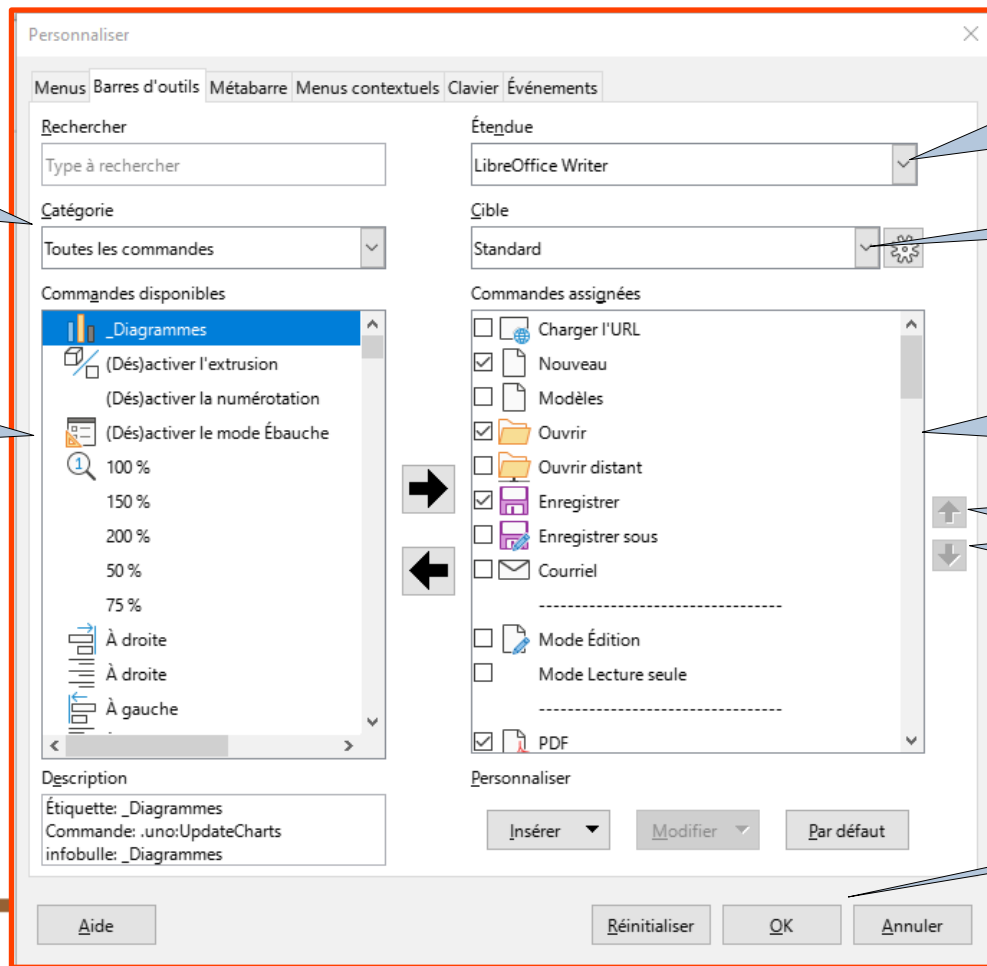 Personnaliser
Menus Barres d'outils Métabarre Menus contextuels Clavier Événements
Rechercher
Type à rechercher
Étendue
LibreOffice Writer
Catégorie
Toutes les commandes
Cible
Standard
Commandes disponibles
_Diagrammes
(Dés)activer l'extrusion
(Dés)activer la numérotation
(Dés)activer le mode Ébauche
100 %
150 %
200 %
50 %
75 %
À droite
À droite
À gauche
Commandes assignées
Charger l'URL
Nouveau
Modèles
Ouvrir
Ouvrir distant
Enregistrer
Enregistrer sous
Courriel
----------------------------------
Mode Édition
Mode Lecture seule
----------------------------------
PDF
Description
Étiquette: _Diagrammes
Commande: .uno:UpdateCharts
infobulle: _Diagrammes
Personnaliser
Insérer
Modifier
Par défaut
Aide
Réinitialiser
OK
Annuler